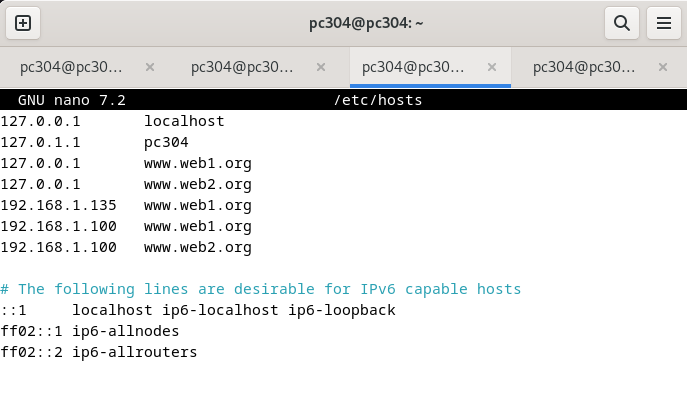 pc304@pc304: ~
pc304@pc30... pc304@pc30... pc304@pc30... pc304@pc30...
GNU nano 7.2 /etc/hosts
127.0.0.1 localhost
127.0.1.1 pc304
127.0.0.1 www.web1.org
127.0.0.1 www.web2.org
192.168.1.135 www.web1.org
192.168.1.100 www.web1.org
192.168.1.100 www.web2.org
# The following lines are desirable for IPv6 capable hosts
::1 localhost ip6-localhost ip6-loopback
ff02::1 ip6-allnodes
ff02::2 ip6-allrouters